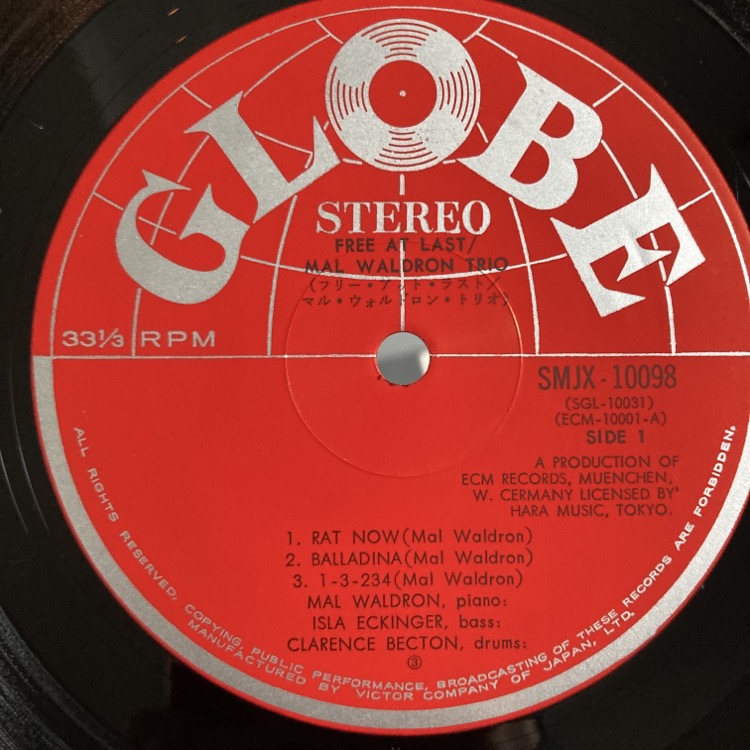 GLOBE
STEREO
FREE AT LAST/
MAL WALDRON TRIO
(フリー・アット・ラスト/
マル・ウォルドロン・トリオ)
33⅓ RPM
SMJX-10098
(SGL-10031)
(ECM-10001-A)
SIDE 1
A PRODUCTION OF
ECM RECORDS, MUENCHEN,
W. CERMANY LICENSED BY
HARA MUSIC, TOKYO.
1. RAT NOW (Mal Waldron)
2. BALLADINA (Mal Waldron)
3. 1-3-234 (Mal Waldron)
MAL WALDRON, piano:
ISLA ECKINGER, bass:
CLARENCE BECTON, drums:
③
ALL RIGHTS RESERVED, COPYING, PUBLIC PERFORMANCE, BROADCASTING OF THESE RECORDS ARE FORBIDDEN.
MANUFACTURED BY VICTOR COMPANY OF JAPAN, LTD.